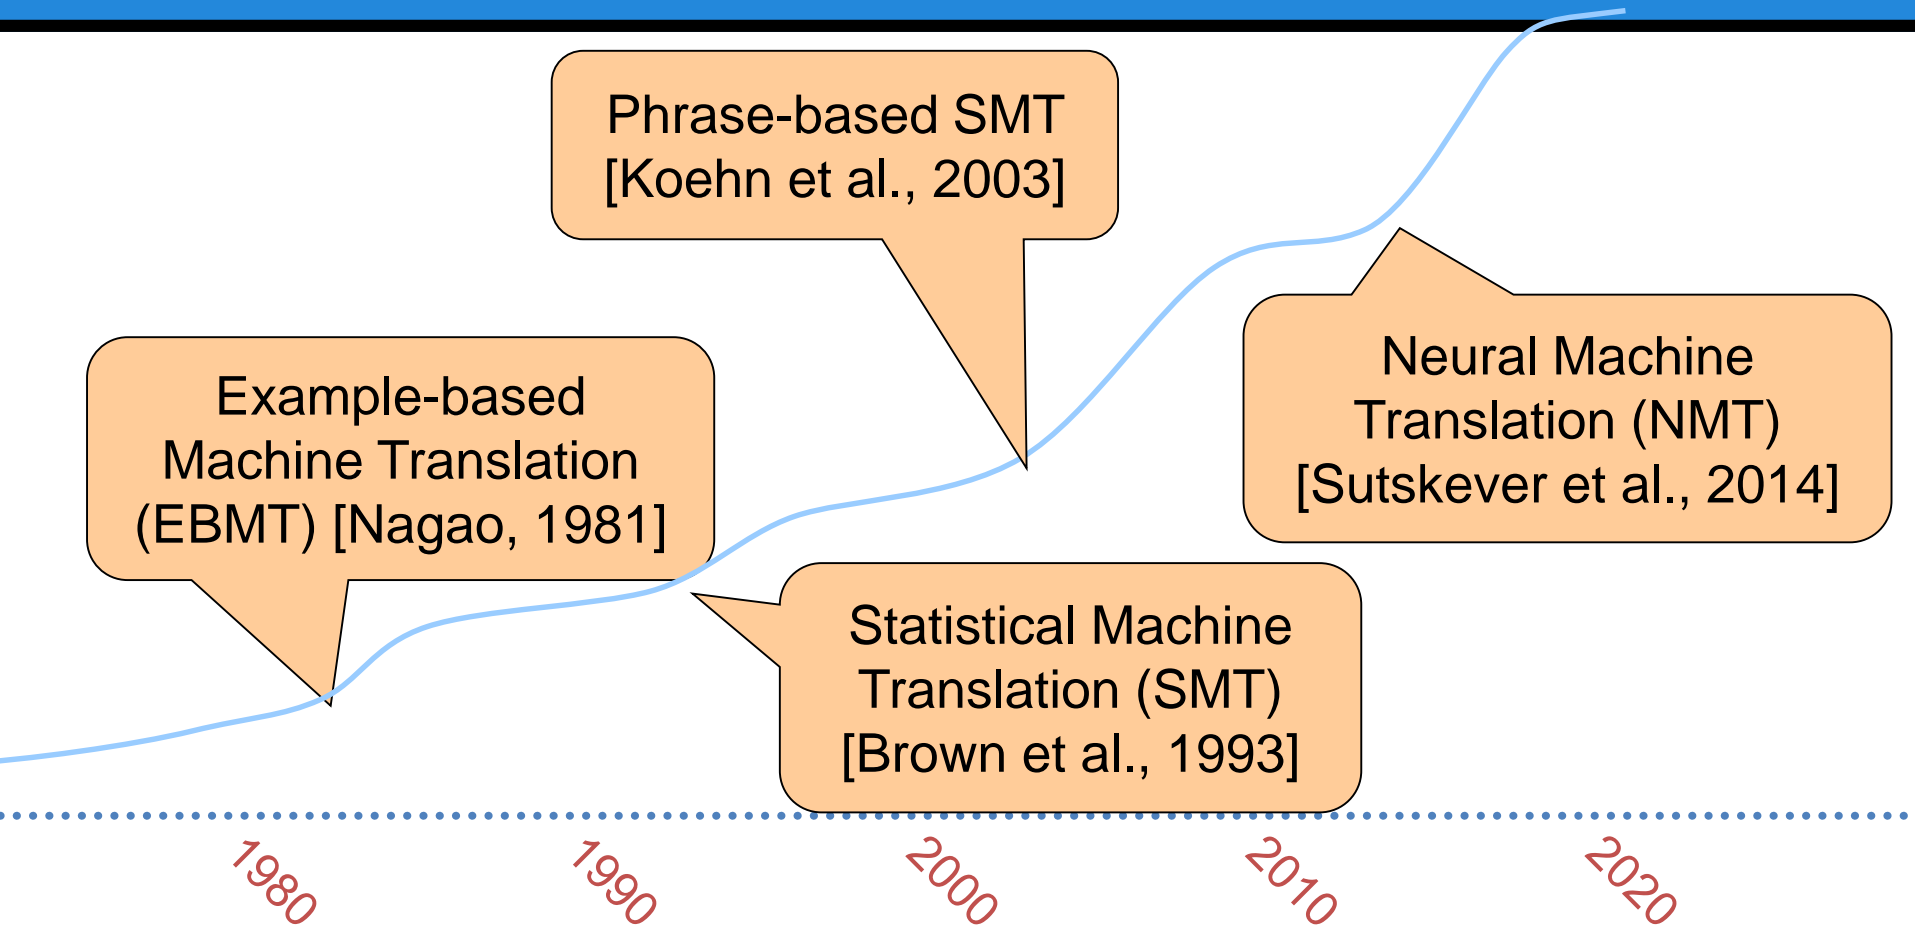 Phrase-based SMT
[Koehn et al., 2003]
Example-based
Machine Translation
(EBMT) [Nagao, 1981]
Neural Machine
Translation (NMT)
[Sutskever et al., 2014]
Statistical Machine
Translation (SMT)
[Brown et al., 1993]
1980
1990
2000
2010
2020